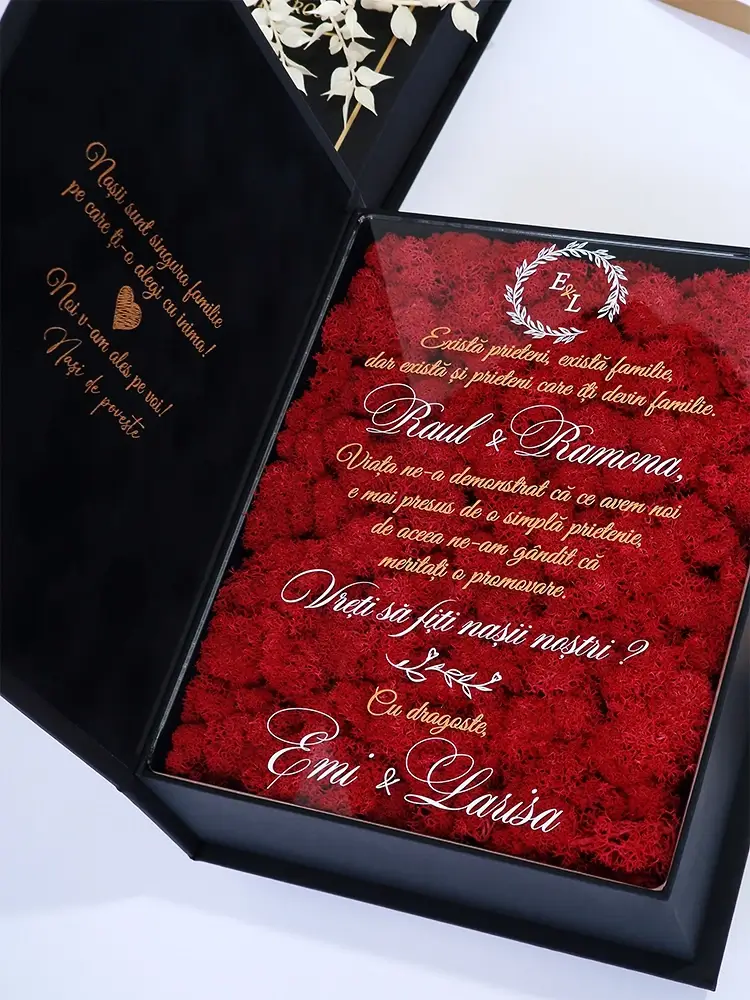 Nașii sunt singura familie
pe care ți-o alegi cu inima!
Noi v-am ales pe voi!
Nași de poveste
E&L
Există prieteni, există familie,
dar există și prieteni care îți devin familie.
Raul & Ramona,
Viața ne-a demonstrat că ce avem noi
e mai presus de o simplă prietenie,
de aceea ne-am gândit că
meritați o promovare.
Vreți să fiți nașii noștri ?
Cu dragoste,
Emi & Larisa